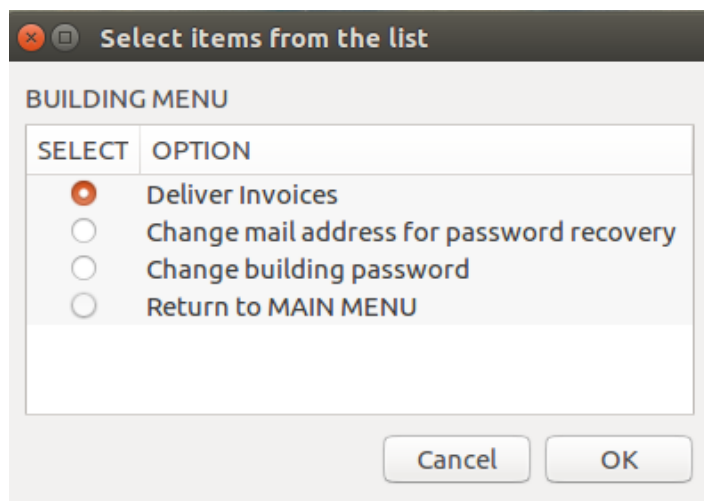 Select items from the list
BUILDING MENU
SELECT OPTION
Deliver Invoices
Change mail address for password recovery
Change building password
Return to MAIN MENU
Cancel OK